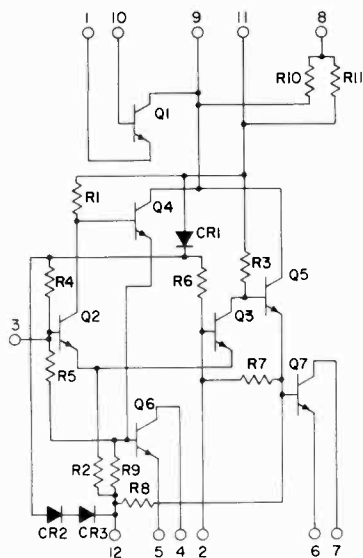 1 10 9 11 8
R10 R11
Q1
R1 Q4
CR1
R4 R6 R3 Q5
3 Q2 Q3
R5 R7
Q6 Q7
R2 R9
R8
CR2 CR3
12 5 4 2 6 7